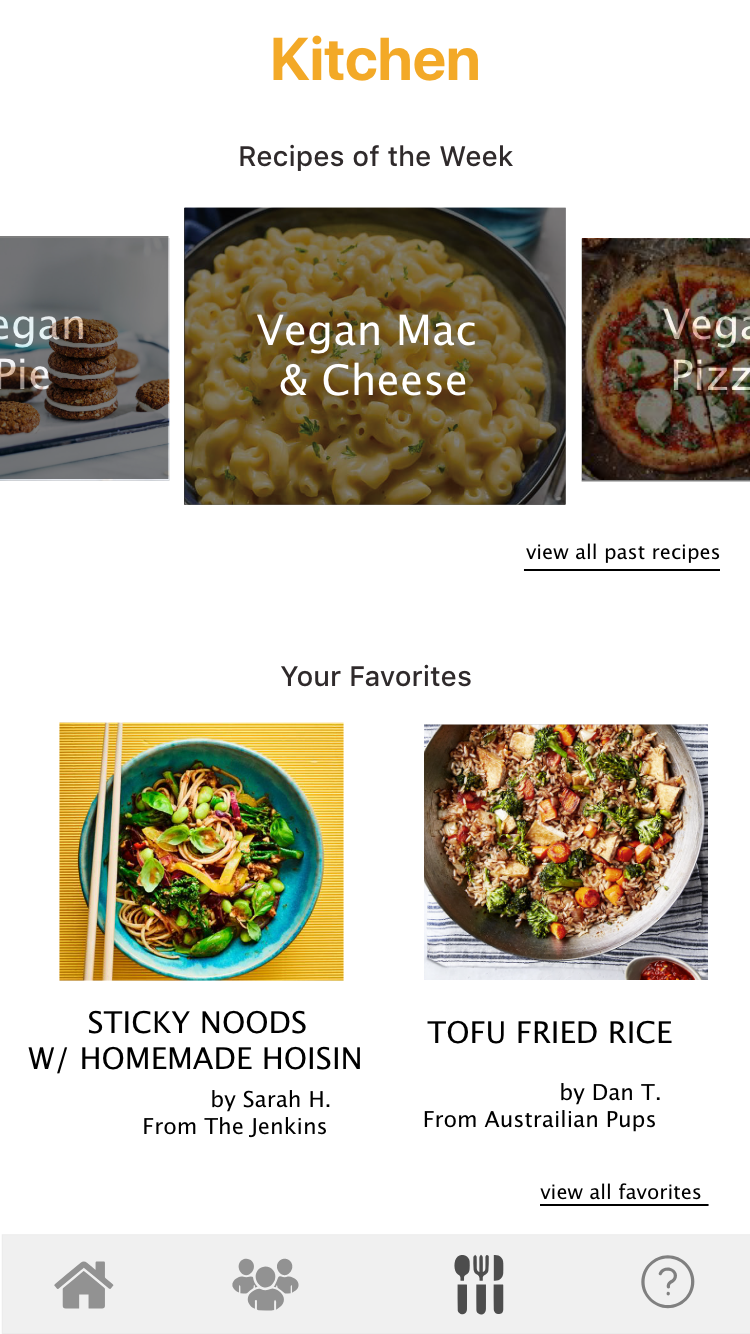 Kitchen
Recipes of the Week
egan
Pie
Vegan Mac
& Cheese
Vega
Pizz
view all past recipes
Your Favorites
STICKY NOODS
W/ HOMEMADE HOISIN
by Sarah H.
From The Jenkins
TOFU FRIED RICE
by Dan T.
From Austrailian Pups
view all favorites
?